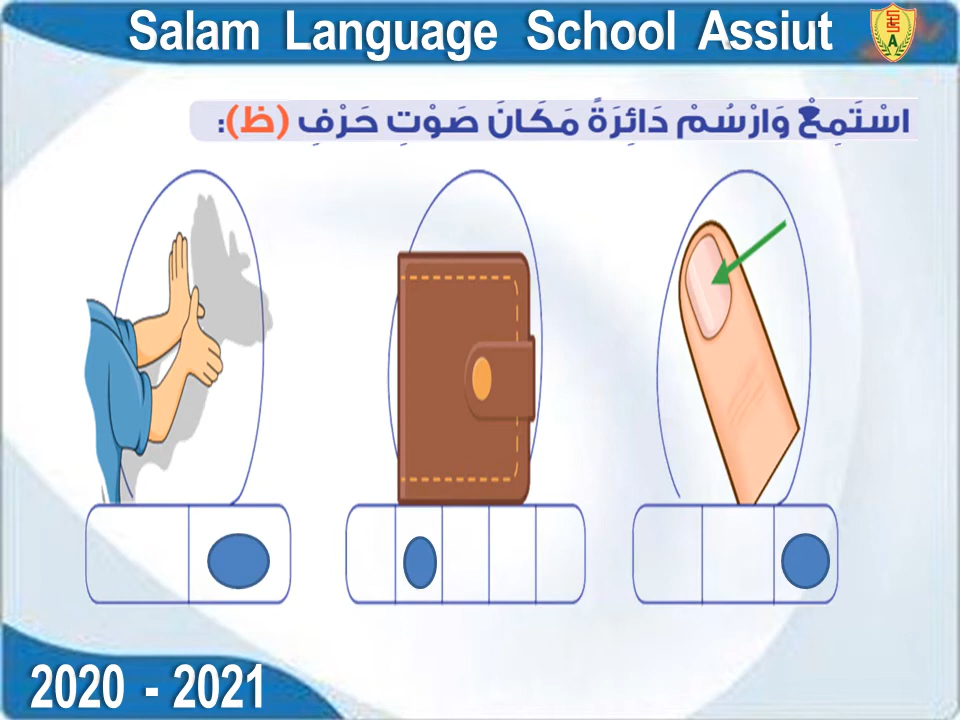 Salam Language School Assiut
اسْتَمِعْ وَارْسُمْ دَائِرَةً مَكَانَ صَوْتِ حَرْفِ (ظ):
2020 - 2021